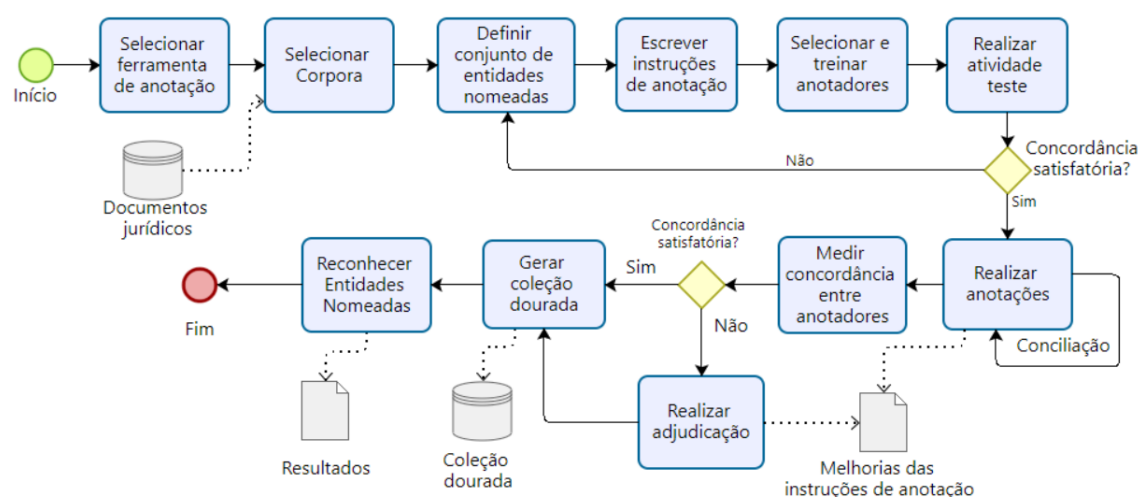 Início
Selecionar
ferramenta
de anotação
Selecionar
Corpora
Definir
conjunto de
entidades
nomeadas
Escrever
instruções
de anotação
Selecionar e
treinar
anotadores
Realizar
atividade
teste
Documentos
jurídicos
Não
Concordância
satisfatória?
Sim
Realizar
anotações
Conciliação
Medir
concordância
entre
anotadores
Concordância
satisfatória?
Sim
Não
Gerar
coleção
dourada
Reconhecer
Entidades
Nomeadas
Fim
Realizar
adjudicação
Resultados
Coleção
dourada
Melhorias das
instruções de anotação